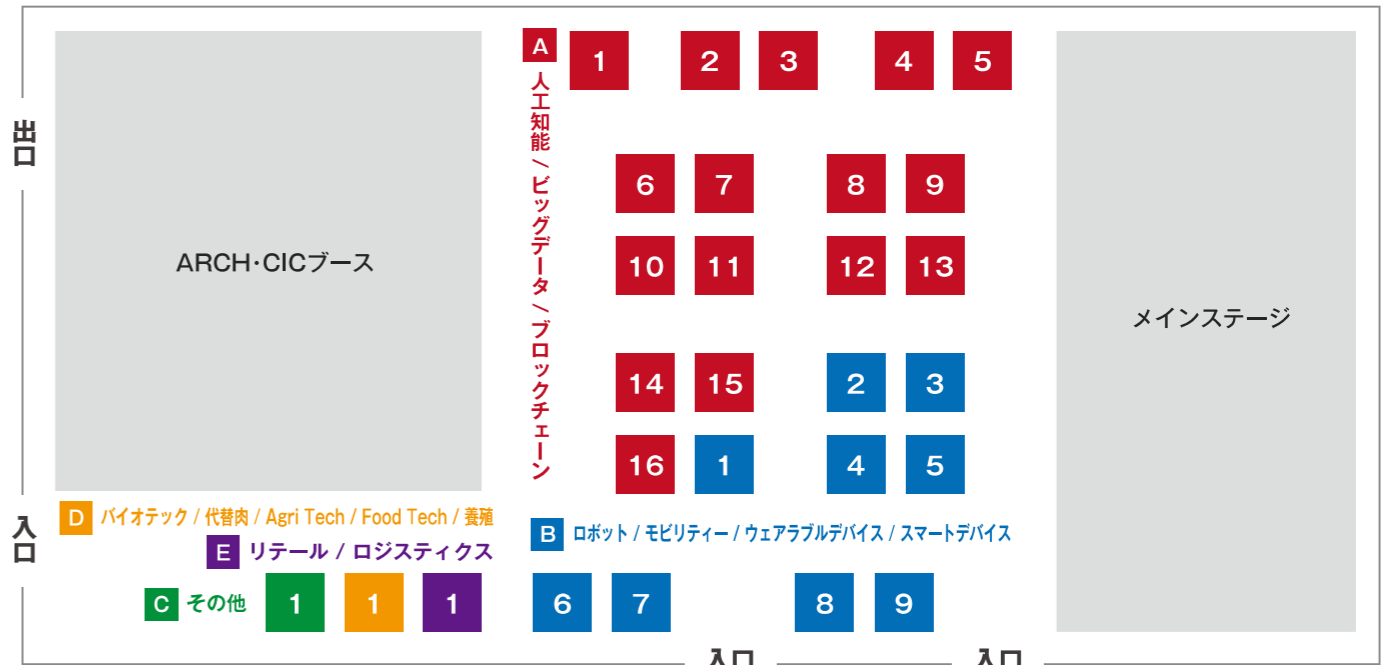 A
1
2
3
4
5
人工知能 / ビッグデータ / ブロックチェーン
出口
6
7
8
9
ARCH・CICブース
10
11
12
13
メインステージ
14
15
2
3
16
1
4
5
入口
D バイオテック / 代替肉 / Agri Tech / Food Tech / 養殖
B ロボット / モビリティー / ウェアラブルデバイス / スマートデバイス
E リテール / ロジスティクス
C その他
1
1
1
6
7
8
9
入口
入口